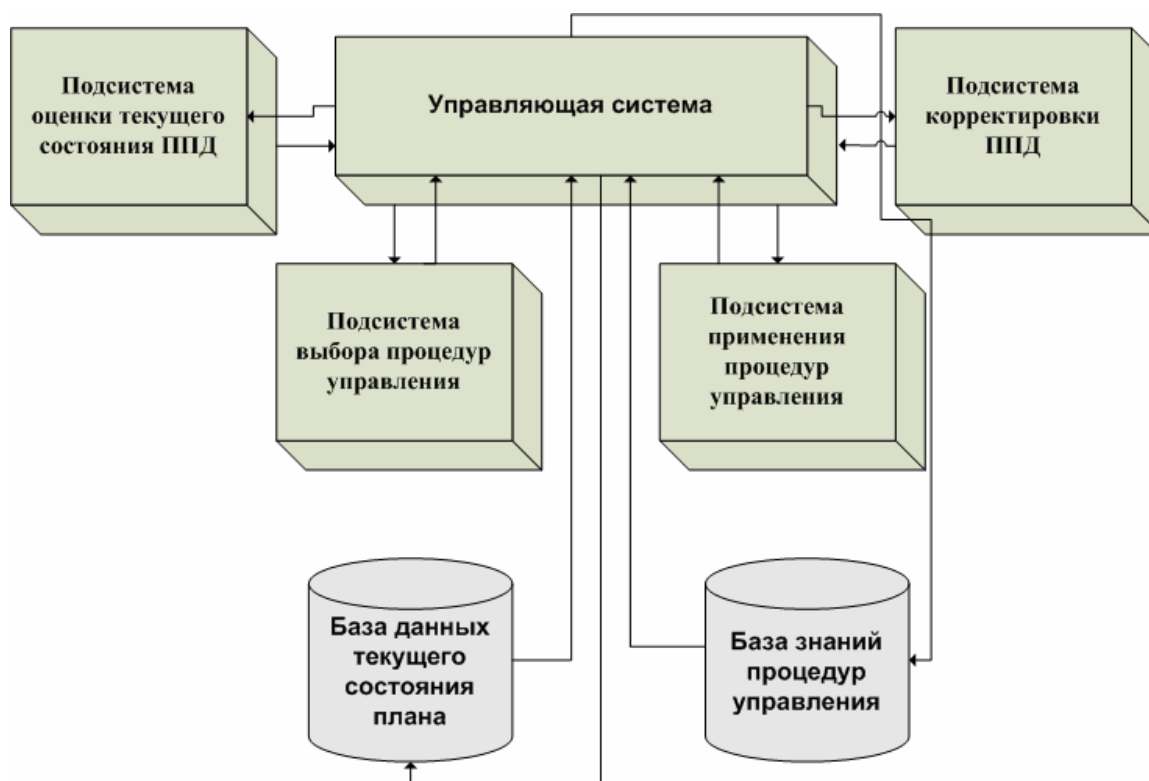 Подсистема
оценки текущего
состояния ППД
Управляющая система
Подсистема
корректировки
ППД
Подсистема
выбора процедур
управления
Подсистема
применения
процедур
управления
База данных
текущего
состояния
плана
База знаний
процедур
управления